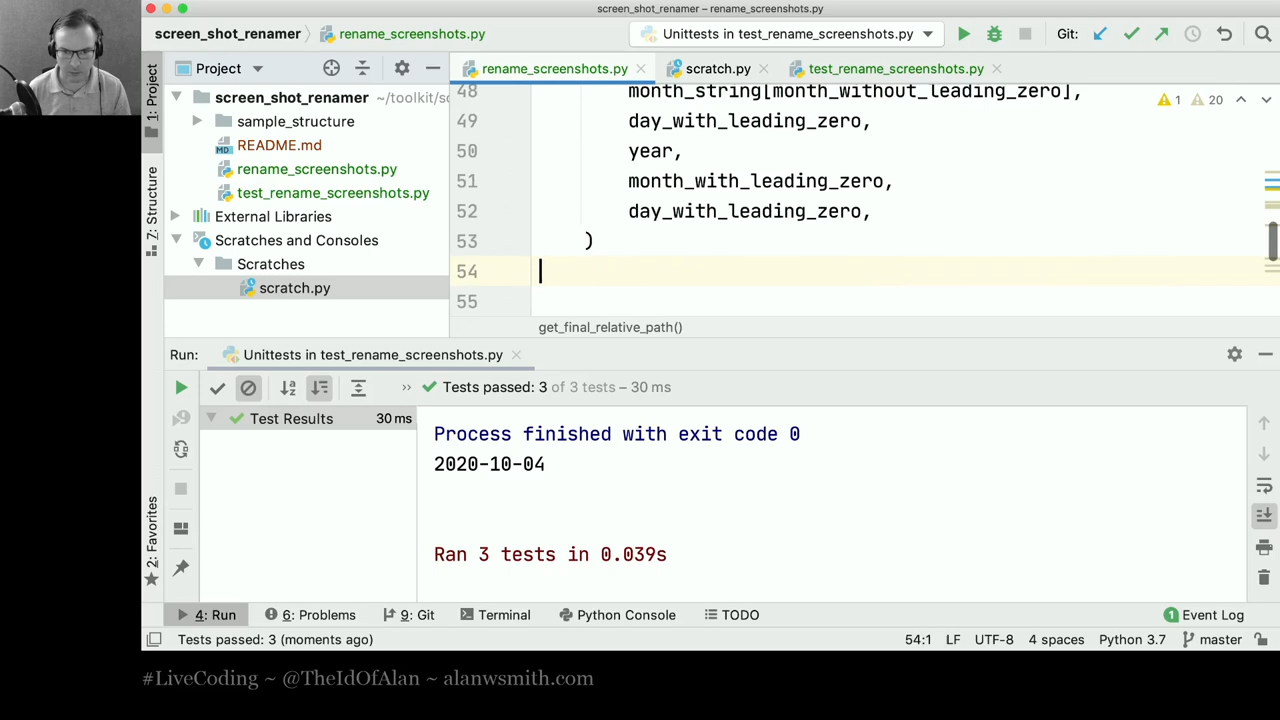 screen_shot_renamer – rename_screenshots.py
screen_shot_renamer
rename_screenshots.py
Unittests in test_rename_screenshots.py
Git:
1: Project
Z: Structure
2: Favorites
Project
screen_shot_renamer ~/toolkit/sc
sample_structure
README.md
rename_screenshots.py
test_rename_screenshots.py
External Libraries
Scratches and Consoles
Scratches
scratch.py
rename_screenshots.py
scratch.py
test_rename_screenshots.py
48 month_string[month_without_leading_zero],
49 day_with_leading_zero,
50 year,
51 month_with_leading_zero,
52 day_with_leading_zero,
53 )
54
55
1 20
get_final_relative_path()
Run: Unittests in test_rename_screenshots.py
Tests passed: 3 of 3 tests – 30 ms
Test Results 30 ms
Process finished with exit code 0
2020-10-04
Ran 3 tests in 0.039s
4: Run
6: Problems
9: Git
Terminal
Python Console
TODO
1 Event Log
Tests passed: 3 (moments ago)
54:1 LF UTF-8 4 spaces Python 3.7 master
#LiveCoding ~ @TheIdOfAlan ~ alanwsmith.com